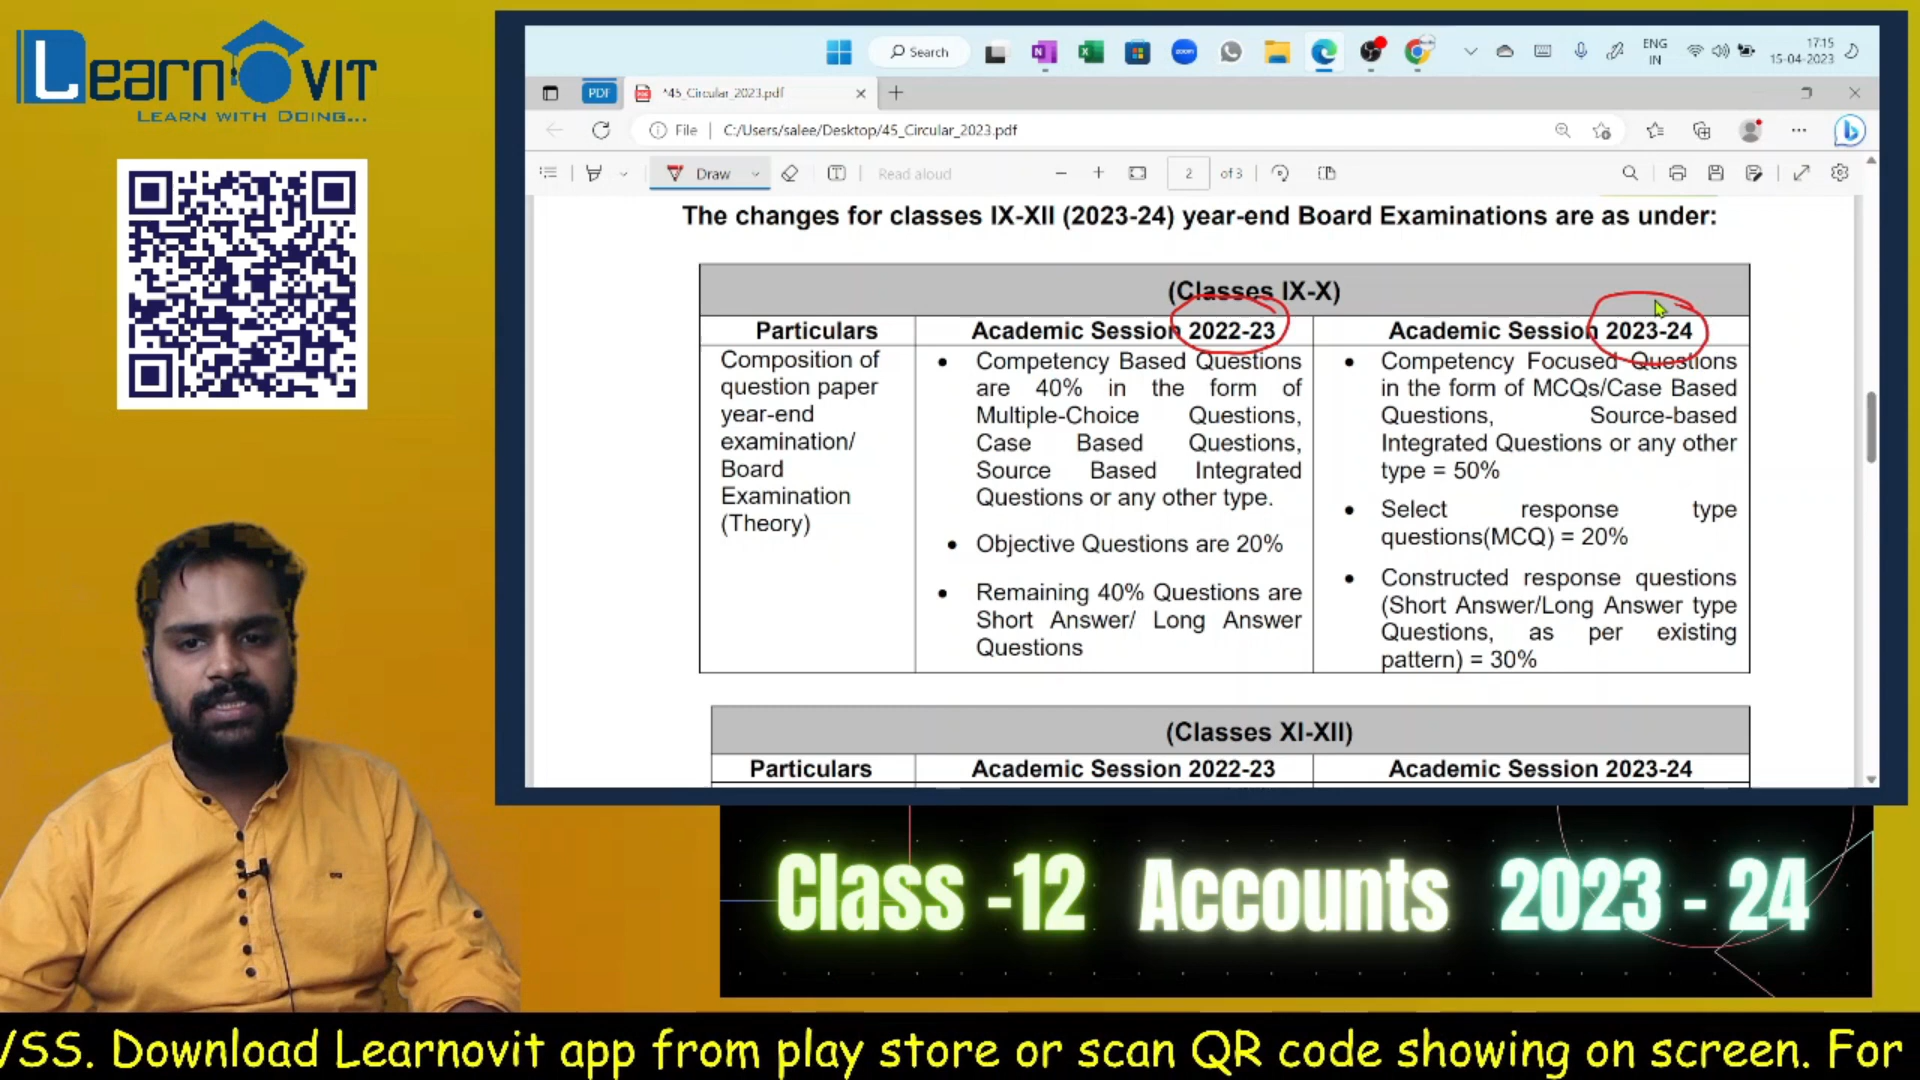 LearnOvit
LEARN WITH DOING...
Search
ENG
IN
17:15
15-04-2023
PDF
*45_Circular_2023.pdf
File
C:/Users/salee/Desktop/45_Circular_2023.pdf
Draw
Read aloud
2
of 3
The changes for classes IX-XII (2023-24) year-end Board Examinations are as under:
(Classes IX-X)
Particulars
Academic Session 2022-23
Academic Session 2023-24
Composition of
question paper
year-end
examination/
Board
Examination
(Theory)
• Competency Based Questions
are 40% in the form of
Multiple-Choice Questions,
Case Based Questions,
Source Based Integrated
Questions or any other type.
• Objective Questions are 20%
• Remaining 40% Questions are
Short Answer/ Long Answer
Questions
• Competency Focused Questions
in the form of MCQs/Case Based
Questions, Source-based
Integrated Questions or any other
type = 50%
• Select response type
questions(MCQ) = 20%
• Constructed response questions
(Short Answer/Long Answer type
Questions, as per existing
pattern) = 30%
(Classes XI-XII)
Particulars
Academic Session 2022-23
Academic Session 2023-24
Class -12 Accounts 2023 - 24
/SS. Download Learnovit app from play store or scan QR code showing on screen. For